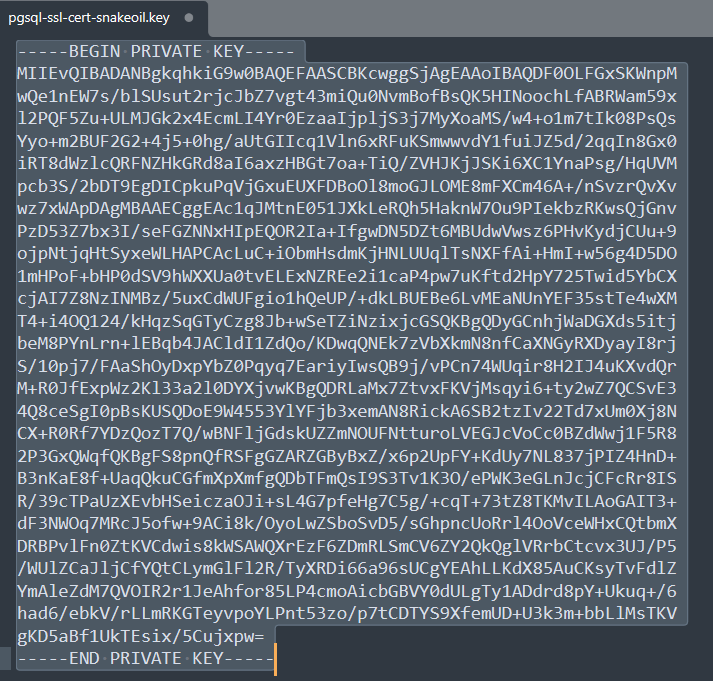 pgsql-ssl-cert-snakeoil.key
-----BEGIN PRIVATE KEY-----
MIIEvQIBADANBgkqhkiG9w0BAQEFAASCBKcwggSjAgEAAoIBAQDF0OLFGxSKWnpM
wQe1nEW7s/blSUsut2rjcJbZ7vgt43miQu0NvmBofBsQK5HINoochLfABRWam59x
l2PQF5Zu+ULMJGk2x4EcmLI4Yr0EzaaIjpljS3j7MyXoaMS/w4+o1m7tIk08PsQs
Yyo+m2BUF2G2+4j5+0hg/aUtGIIcq1Vln6xRFuKSmwwvdY1fuiJZ5d/2qqIn8Gx0
iRT8dWzlcQRFNZHkGRd8aI6axzHBGt7oa+TiQ/ZVHJKjJSKi6XC1YnaPsg/HqUVM
pcb3S/2bDT9EgDICpkuPqVjGxuEUXFDBoOl8moGJLOME8mFXCm46A+/nSvzrQvXv
wz7xWApDAgMBAAECggEAc1qJMtnE051JXkLeRQh5HaknW7Ou9PIekbzRKwsQjGnv
PzD53Z7bx3I/seFGZNNxHIpEQOR2Ia+IfgwDN5DZt6MBUdwVwsz6PHvKydjCUu+9
ojpNtjqHtSyxeWLHAPCAcLuC+iObmHsdmKjHNLUUqlTsNXFfAi+HmI+w56g4D5DO
1mHPoF+bHP0dSV9hWXXUa0tvELExNZREe2i1caP4pw7uKftd2HpY725Twid5YbCX
cjAI7Z8NzINMBz/5uxCdWUFgio1hQeUP/+dkLBUEBe6LvMEaNUnYEF35stTe4wXM
T4+i4OQ124/kHqzSqGTyCzg8Jb+wSeTZiNzixjcGSQKBgQDyGCnhjWaDGXds5itj
beM8PYnLrn+lEBqb4JACldI1ZdQo/KDwqQNEk7zVbXkmN8nfCaXNGyRXDyayI8rj
S/10pj7/FAaShOyDxpYbZ0Pqyq7EariyIwsQB9j/vPCn74WUqir8H2IJ4uKXvdQr
M+R0JfExpWz2Kl33a2l0DYXjvwKBgQDRLaMx7ZtvxFKVjMsqyi6+ty2wZ7QCSvE3
4Q8ceSgI0pBsKUSQDoE9W4553YlYFjb3xemAN8RickA6SB2tzIv22Td7xUm0Xj8N
CX+R0Rf7YDzQozT7Q/wBNFljGdskUZZmNOUFNtturoLVEGJcVoCc0BZdWwj1F5R8
2P3GxQWqfQKBgFS8pnQfRSFgGZARZGByBxZ/x6p2UpFY+KdUy7NL837jPIZ4HnD+
B3nKaE8f+UaqQkuCGfmXpXmfgQDbTFmQsI9S3Tv1K3O/ePWK3eGLnJcjCFcRr8IS
R/39cTPaUzXEvbHSeiczaOJi+sL4G7pfeHg7C5g/+cqT+73tZ8TKMvILAoGAIT3+
dF3NWOq7MRcJ5ofw+9ACi8k/OyoLwZSboSvD5/sGhpncUoRrl4OoVceWHxCQtbmX
DRBPvlFn0ZtKVCdwis8kWSAWQXrEzF6ZDmRLSmCV6ZY2QkQglVRrbCtcvx3UJ/P5
/WUlZCaJljCfYQtCLymGlFl2R/TyXRDi66a96sUCgYEAhLLKdX85AuCKsyTvFdlZ
YmAleZdM7QVOIR2r1JeAhfor85LP4cmoAicbGBVY0dULgTy1ADdrd8pY+Ukuq+/6
had6/ebkV/rLLmRKGTeyvpoYLPnt53zo/p7tCDTYS9XfemUD+U3k3m+bbLlMsTKV
gKD5aBf1UkTEsix/5Cujxpw=
-----END PRIVATE KEY-----